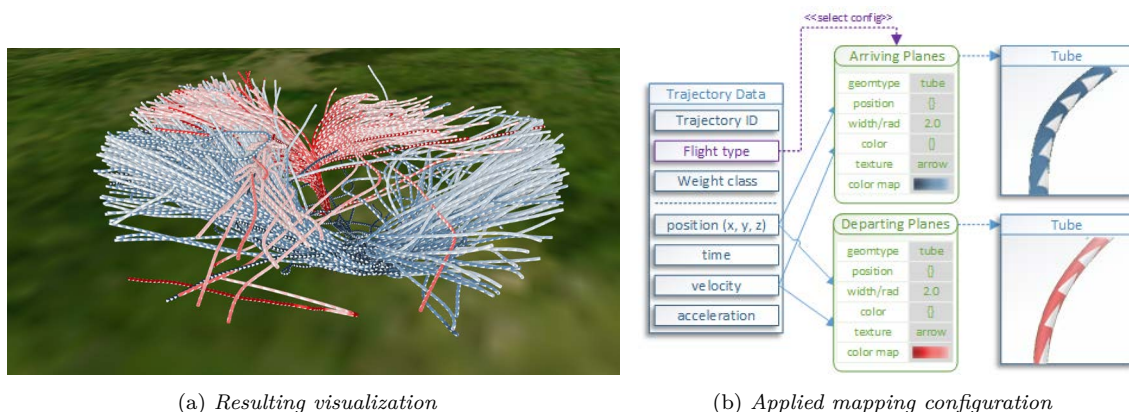 <<select config>>
Trajectory Data
Trajectory ID
Flight type
Weight class
position (x, y, z)
time
velocity
acceleration
Arriving Planes
geomtype tube
position {}
width/rad 2.0
color {}
texture arrow
color map
Tube
Departing Planes
geomtype tube
position {}
width/rad 2.0
color {}
texture arrow
color map
Tube
(a) Resulting visualization
(b) Applied mapping configuration